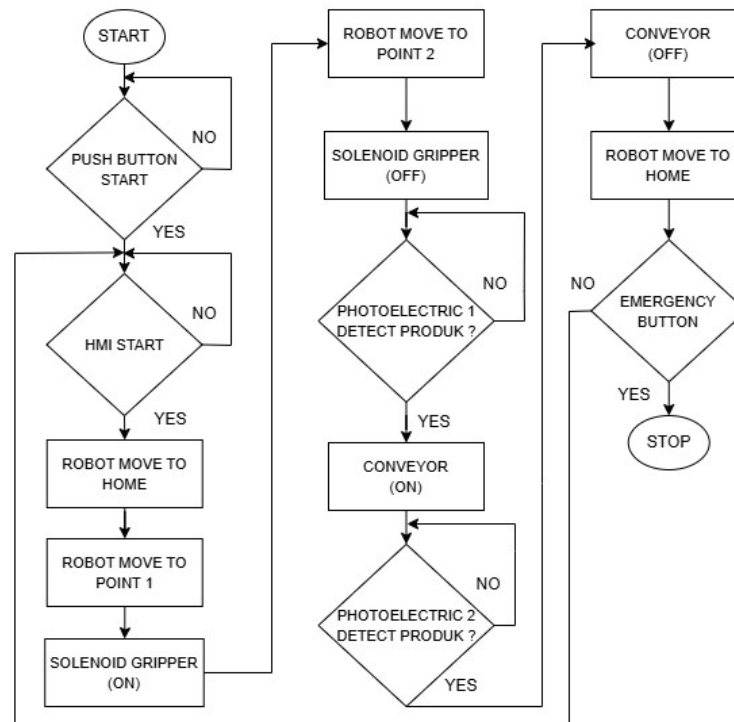 START
PUSH BUTTON
START
NO
YES
HMI START
NO
YES
ROBOT MOVE TO
HOME
ROBOT MOVE TO
POINT 1
SOLENOID GRIPPER
(ON)
ROBOT MOVE TO
POINT 2
SOLENOID GRIPPER
(OFF)
NO
PHOTOELECTRIC 1
DETECT PRODUK ?
YES
CONVEYOR
(ON)
NO
PHOTOELECTRIC 2
DETECT PRODUK ?
YES
CONVEYOR
(OFF)
ROBOT MOVE TO
HOME
NO
EMERGENCY
BUTTON
YES
STOP